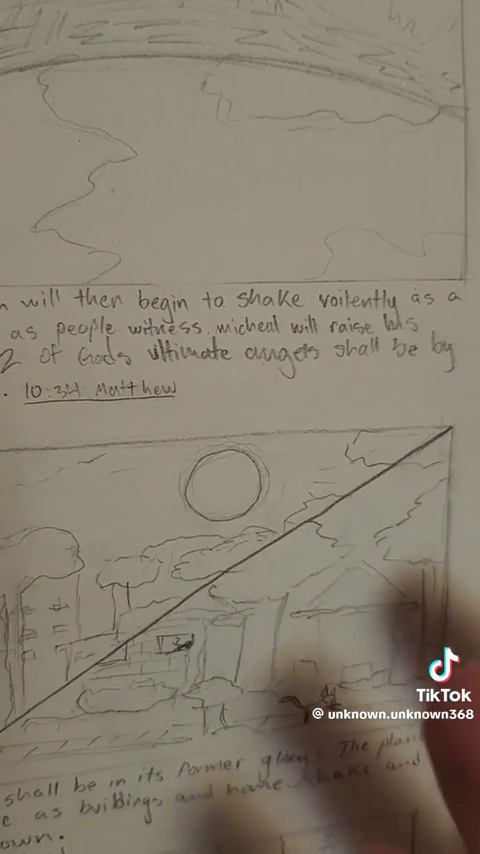 will then begin to shake voilently as a
as people witness. micheal will raise his
2 of Gods ultimate angels shall be by
. 10:34 Matthew
shall be in its former glory. The
as buildings and home shake and
own.
TikTok
@ unknown.unknown368